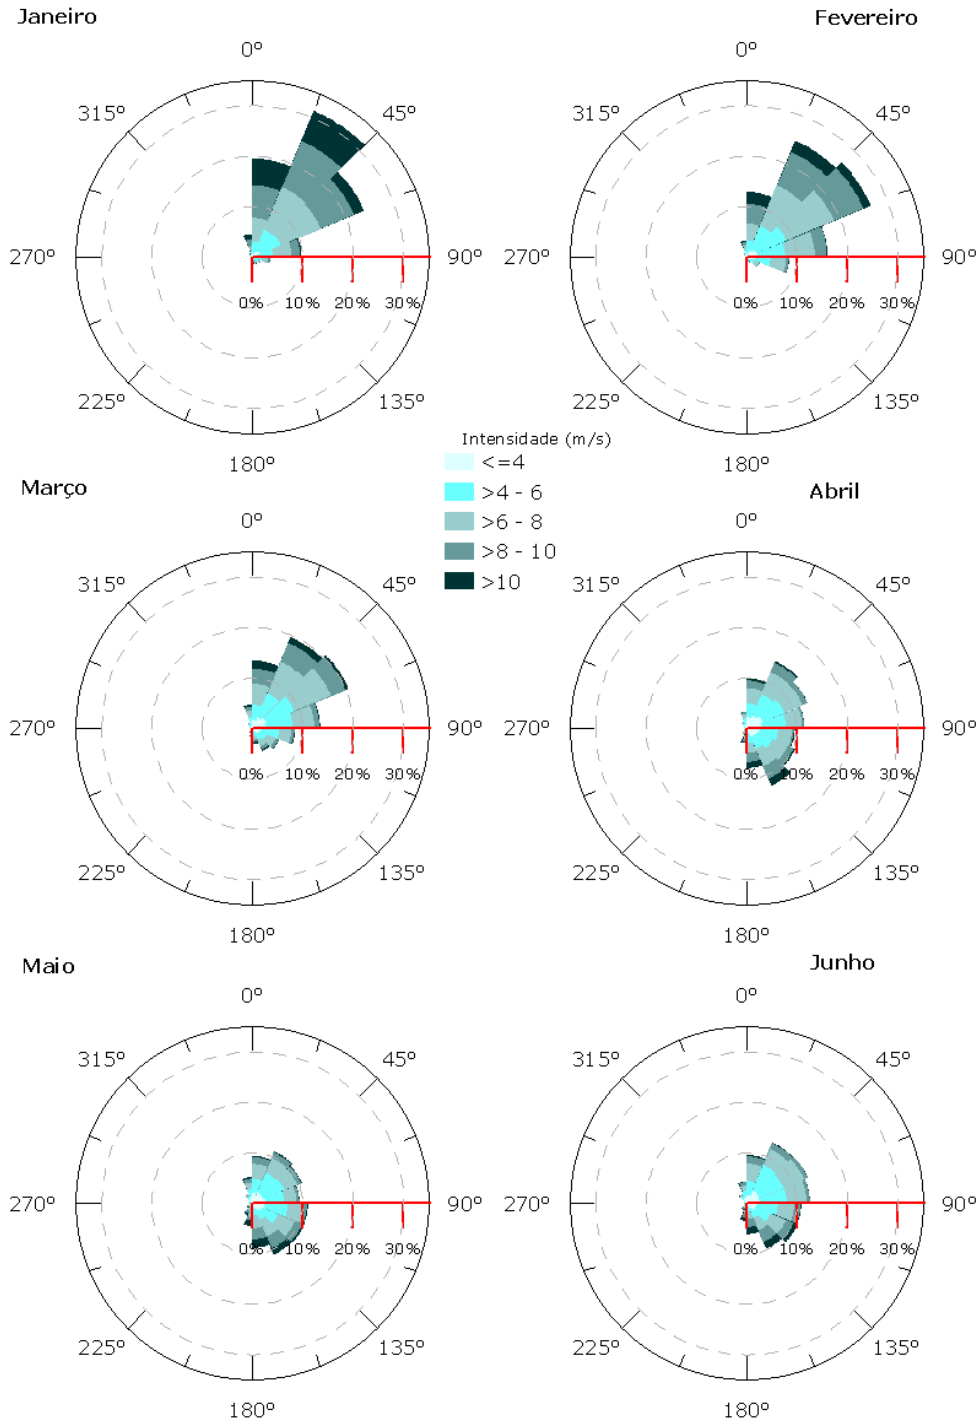 Janeiro
0º
315º
45º
270º
90º
0% 10% 20% 30%
225º
135º
180º
Fevereiro
0º
315º
45º
270º
90º
0% 10% 20% 30%
225º
135º
180º
Intensidade (m/s)
<=4
>4 - 6
>6 - 8
>8 - 10
>10
Março
0º
315º
45º
270º
90º
0% 10% 20% 30%
225º
135º
180º
Abril
0º
315º
45º
270º
90º
0% 10% 20% 30%
225º
135º
180º
Maio
0º
315º
45º
270º
90º
0% 10% 20% 30%
225º
135º
180º
Junho
0º
315º
45º
270º
90º
0% 10% 20% 30%
225º
135º
180º